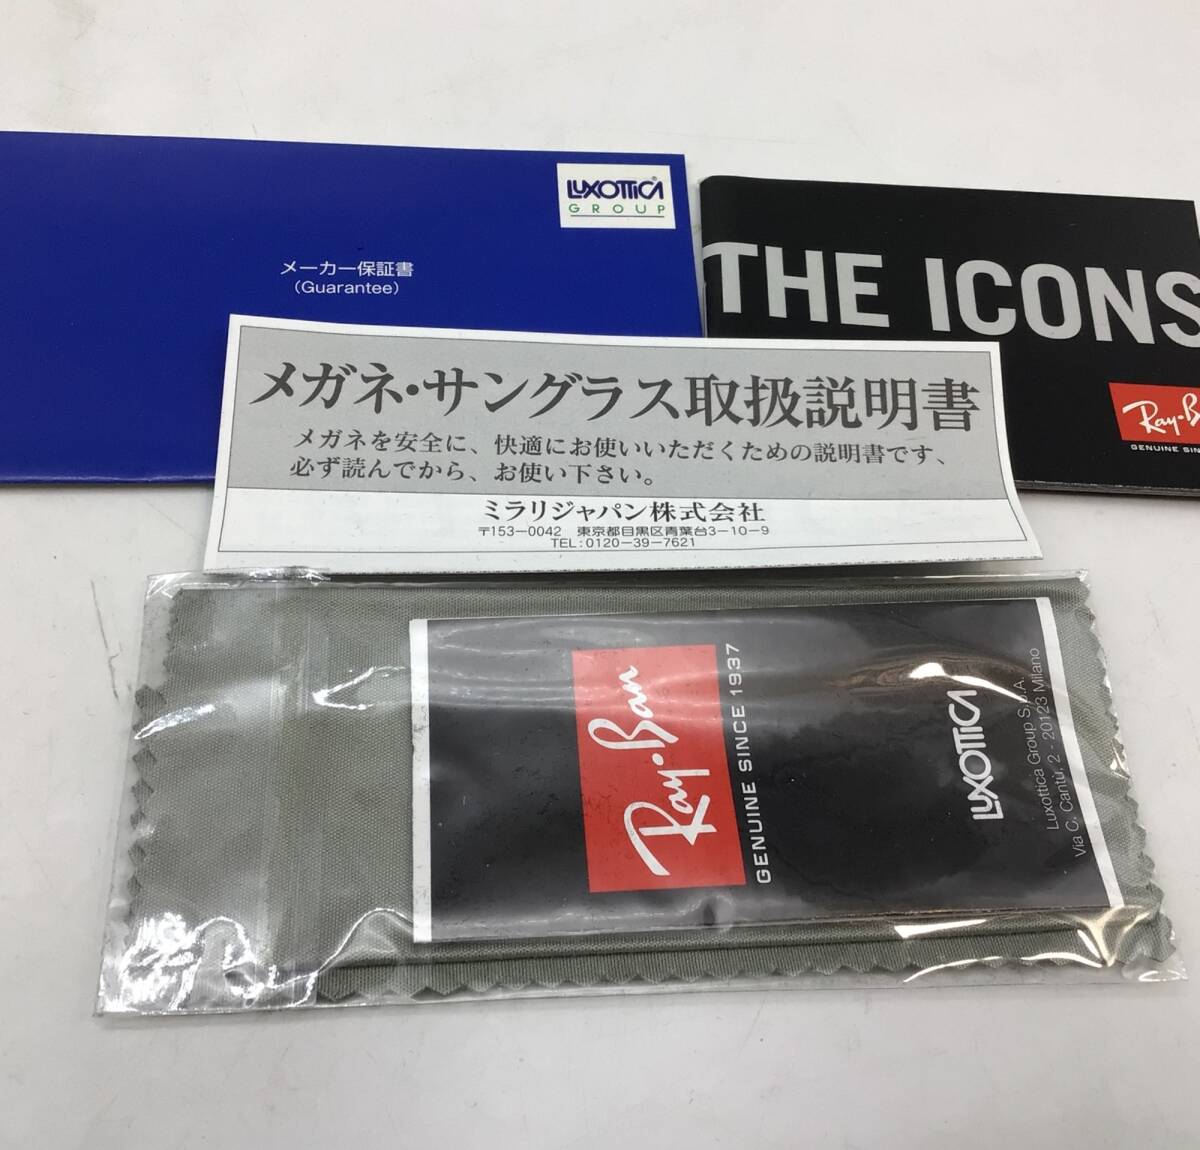 LUXOTTICA®
GROUP
メーカー保証書
(Guarantee)
THE ICONS
Ray-B
GENUINE SIN
メガネ・サングラス取扱説明書
メガネを安全に、快適にお使いいただくための説明書です、
必ず読んでから、お使い下さい。
ミラリジャパン株式会社
〒153-0042 東京都目黒区青葉台3-10-9
TEL:0120-39-7621
Ray-Ban
GENUINE SINCE 1937
LUXOTTICA
Luxottica Group S.p.A.
Via C. Cantù, 2 - 20123 Milano